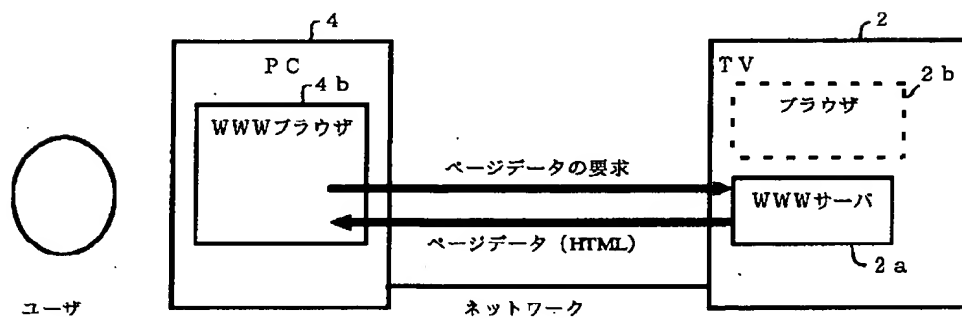 4
2
PC
TV
4b
2b
WWWブラウザ
ブラウザ
ページデータの要求
WWWサーバ
ページデータ (HTML)
2a
ユーザ
ネットワーク